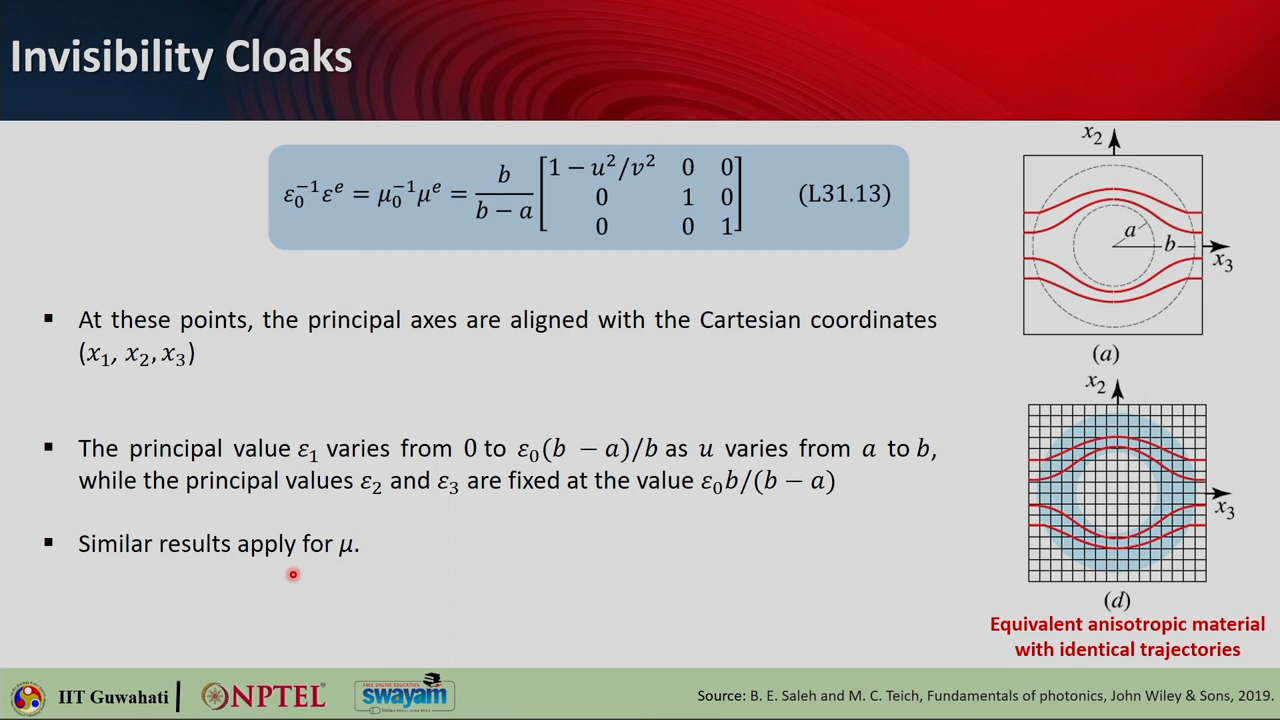 Invisibility Cloaks
ε₀⁻¹εᵉ = μ₀⁻¹μᵉ = b/(b − a) [1 − u²/v² 0 0; 0 1 0; 0 0 1] (L31.13)
▪ At these points, the principal axes are aligned with the Cartesian coordinates
(x₁, x₂, x₃)
▪ The principal value ε₁ varies from 0 to ε₀(b − a)/b as u varies from a to b,
while the principal values ε₂ and ε₃ are fixed at the value ε₀b/(b − a)
▪ Similar results apply for μ.
x₂
a
b
x₃
(a)
x₂
x₃
(d)
Equivalent anisotropic material
with identical trajectories
IIT Guwahati
NPTEL
FREE ONLINE EDUCATION
swayam
Source: B. E. Saleh and M. C. Teich, Fundamentals of photonics, John Wiley & Sons, 2019.